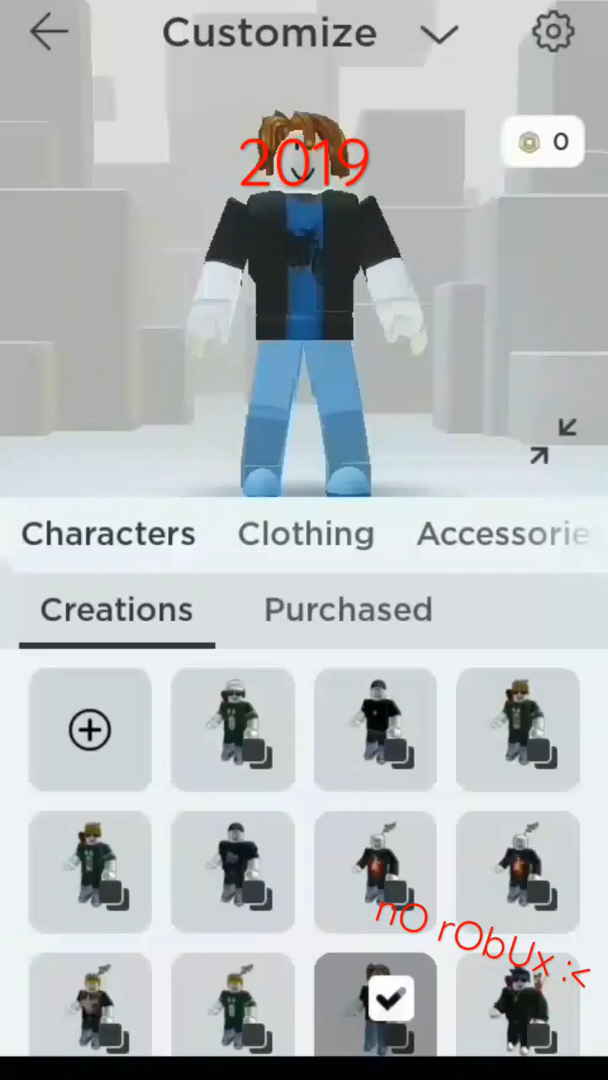 Customize
2019
0
Characters Clothing Accessorie
Creations Purchased
nO rObUx :<